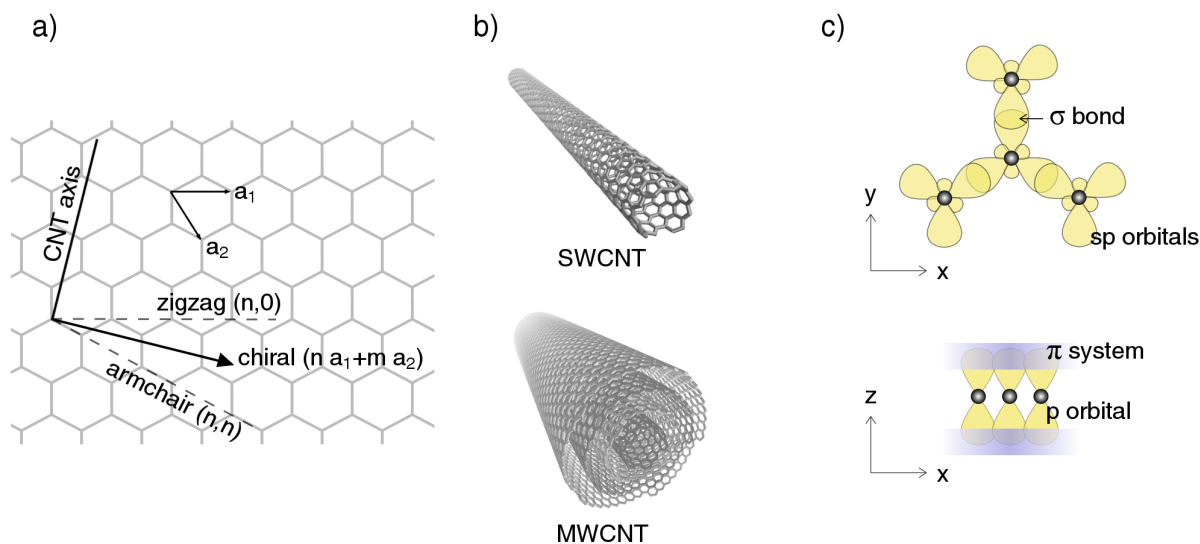 a)
CNT axis
a₁
a₂
zigzag (n,0)
chiral (n a₁+m a₂)
armchair (n,n)
b)
SWCNT
MWCNT
c)
σ bond
y
sp orbitals
x
π system
z
p orbital
x